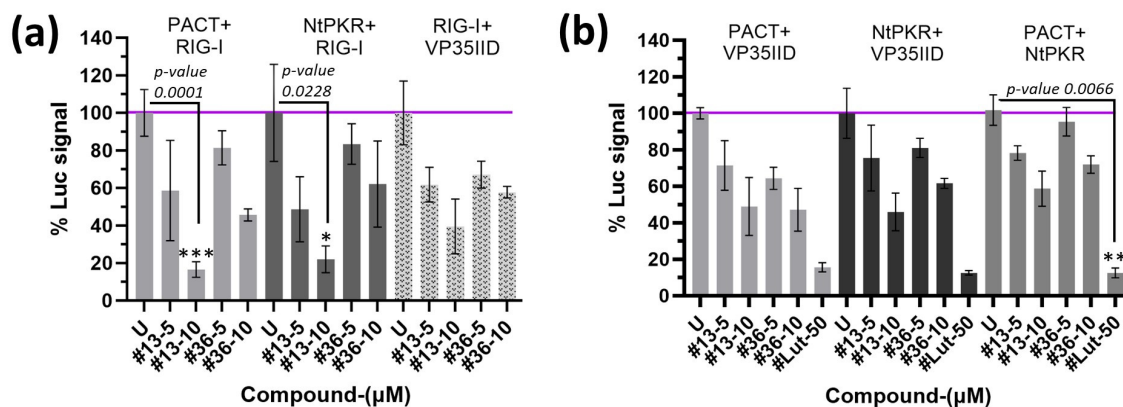 (a)
PACT+
RIG-I
NtPKR+
RIG-I
RIG-I+
VP35IID
% Luc signal
140
120
100
80
60
40
20
0
p-value
0.0001
p-value
0.0228
***
*
U
#13-5
#13-10
#36-5
#36-10
U
#13-5
#13-10
#36-5
#36-10
U
#13-5
#13-10
#36-5
#36-10
Compound-(µM)
(b)
PACT+
VP35IID
NtPKR+
VP35IID
PACT+
NtPKR
% Luc signal
140
120
100
80
60
40
20
0
p-value 0.0066
**
U
#13-5
#13-10
#36-5
#36-10
#Lut-50
U
#13-5
#13-10
#36-5
#36-10
#Lut-50
U
#13-5
#13-10
#36-5
#36-10
#Lut-50
Compound-(µM)